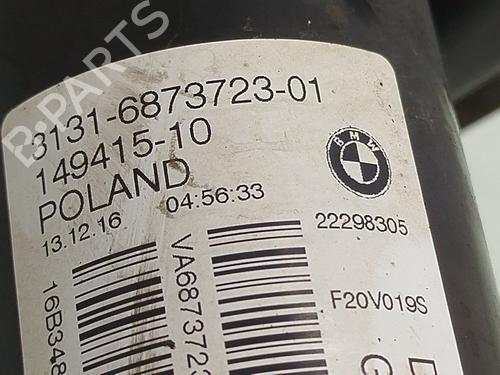 B-PARTS
3131-6873723-01
149415-10
POLAND
13.12.16 04:56:33
BMW
22298305
F20V019S
16B348
VA6873723